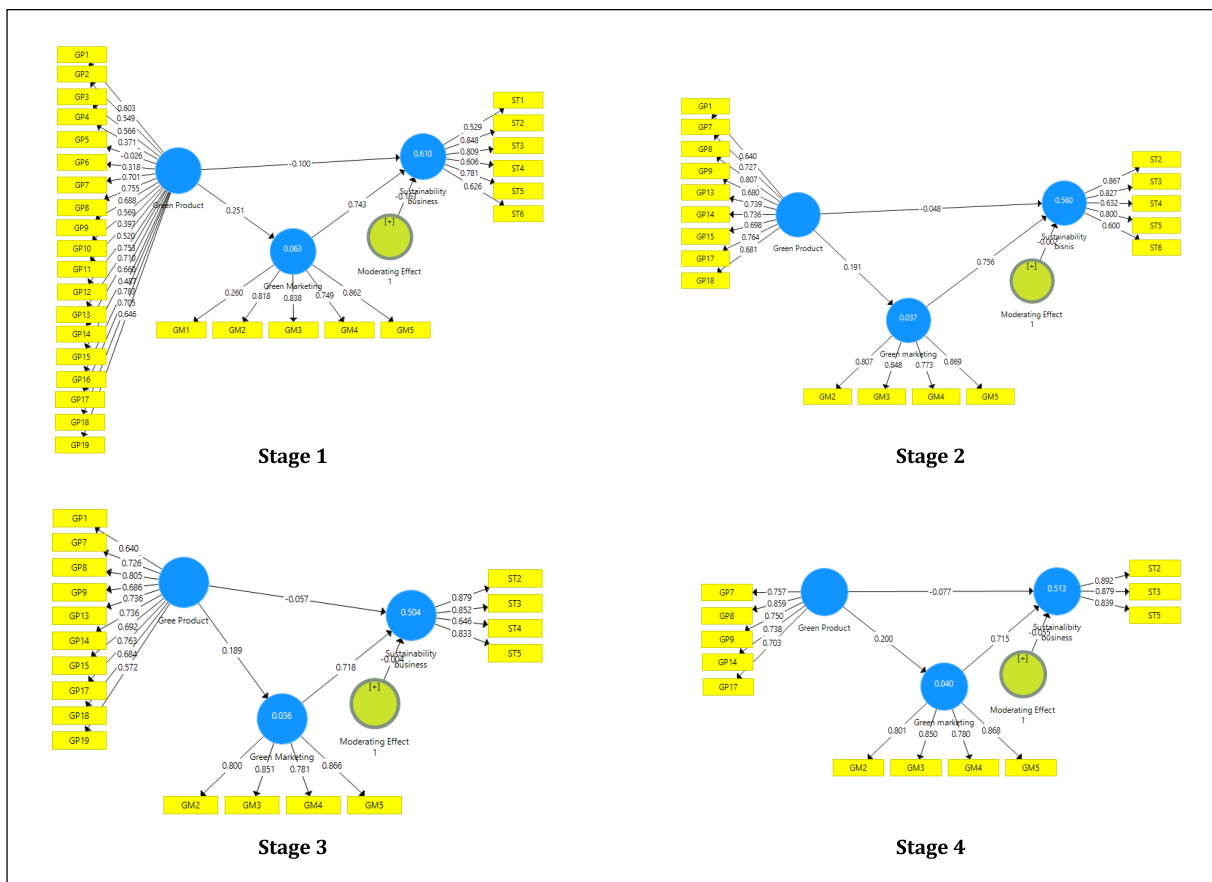 GP1
GP2
GP3
GP4
GP5
GP6
GP7
GP8
GP9
GP10
GP11
GP12
GP13
GP14
GP15
GP16
GP17
GP18
GP19
0.603
0.549
0.566
0.371
-0.026
0.318
0.701
0.755
0.688
0.569
0.397
0.520
0.753
0.710
0.660
0.487
0.789
0.705
0.646
Green Product
-0.100
0.251
0.743
0.610
Sustainability
business
-0.163
[+]
Moderating Effect
1
0.529
0.848
0.809
0.606
0.781
0.626
ST1
ST2
ST3
ST4
ST5
ST6
0.063
Green Marketing
0.260
0.818
0.838
0.749
0.862
GM1
GM2
GM3
GM4
GM5
Stage 1
GP1
GP7
GP8
GP9
GP13
GP14
GP15
GP17
GP18
0.640
0.727
0.807
0.680
0.739
0.736
0.698
0.764
0.681
Green Product
-0.048
0.191
0.756
0.560
Sustainability
bisnis
-0.002
[+]
Moderating Effect
1
0.867
0.827
0.632
0.800
0.600
ST2
ST3
ST4
ST5
ST6
0.037
Green marketing
0.807
0.848
0.773
0.869
GM2
GM3
GM4
GM5
Stage 2
GP1
GP7
GP8
GP9
GP13
GP14
GP15
GP17
GP18
GP19
0.640
0.726
0.805
0.686
0.736
0.736
0.692
0.763
0.684
0.572
Gree Product
-0.057
0.189
0.718
0.504
Sustainability
business
-0.004
[+]
Moderating Effect
1
0.879
0.852
0.646
0.833
ST2
ST3
ST4
ST5
0.036
Green Marketing
0.800
0.851
0.781
0.866
GM2
GM3
GM4
GM5
Stage 3
GP7
GP8
GP9
GP14
GP17
0.757
0.859
0.750
0.738
0.703
Green Product
-0.077
0.200
0.715
0.513
Sustainalibity
business
-0.055
[+]
Moderating Effect
1
0.892
0.879
0.839
ST2
ST3
ST5
0.040
Green marketing
0.801
0.850
0.780
0.868
GM2
GM3
GM4
GM5
Stage 4